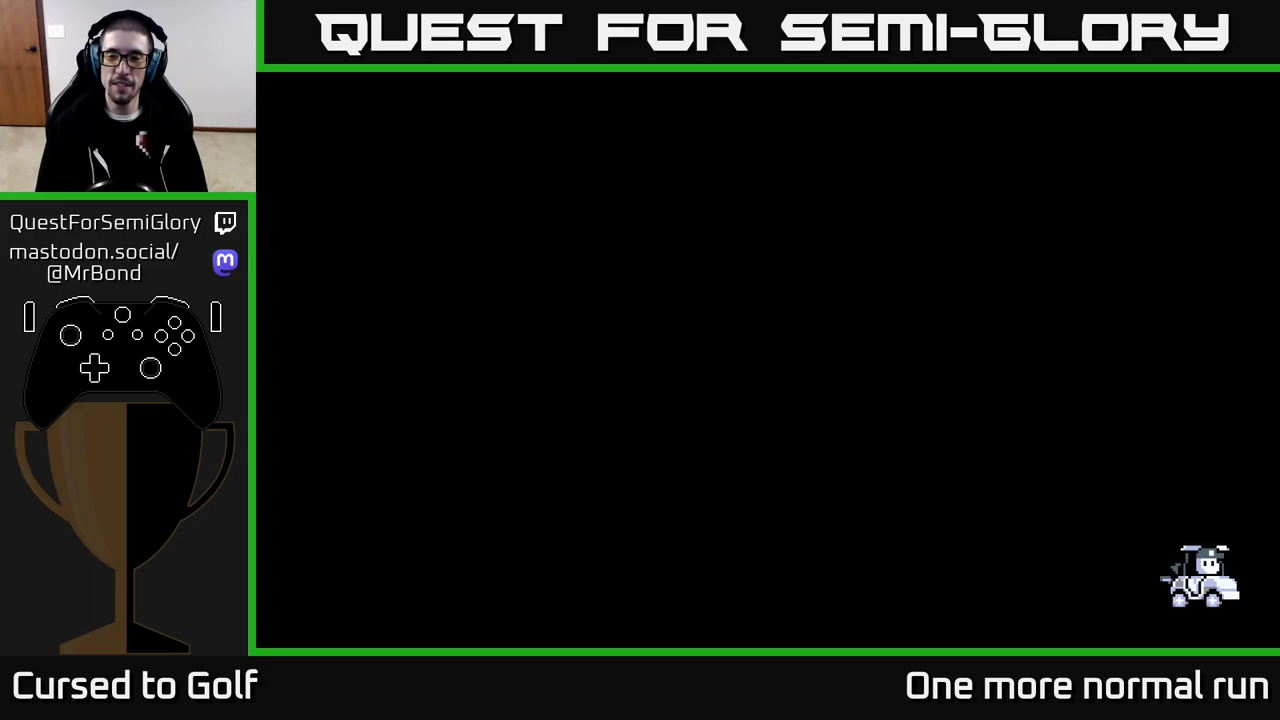 QUEST FOR SEMI-GLORY
QuestForSemiGlory
mastodon.social/
@MrBond
Cursed to Golf
One more normal run